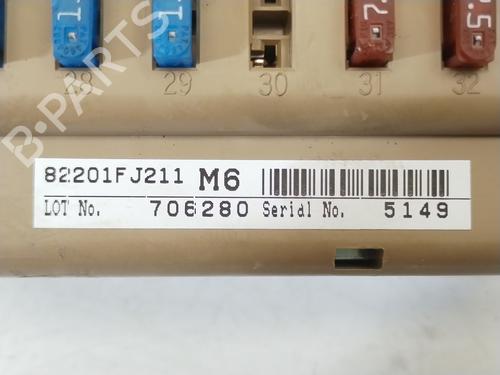 28 29 30 31 32
82201FJ211 M6
LOT No. 706280 Serial No. 5149
B-PARTS